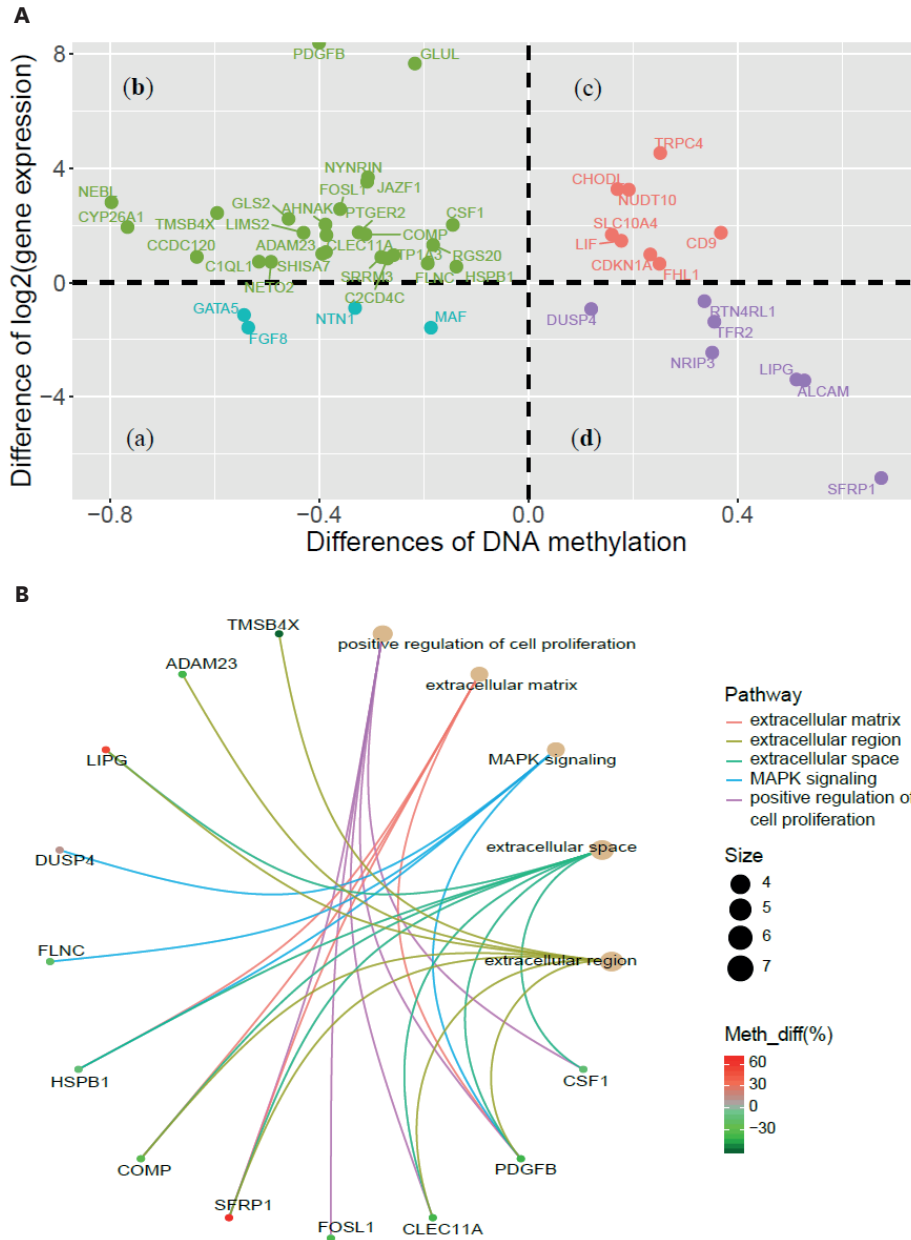 A
PDGFB
GLUL
(b)
(c)
TRPC4
NYNRIN
JAZF1
FOSL1
CHODL
NUDT10
NEBL
CYP26A1
TMSB4X
GLS2
LIMS2
AHNAK
PTGER2
CSF1
COMP
SLC10A4
LIF
CD9
CCDC120
ADAM23
CLEC11A
C1QL1
SHISA7
TP1A3
RGS20
CDKN1A
FHL1
NETO2
SRRM3
C2CD4C
FLNC
HSPB1
GATA5
FGF8
NTN1
MAF
DUSP4
RTN4RL1
TFR2
NRIP3
LIPG
ALCAM
(a)
(d)
SFRP1
8
4
0
−4
−0.8
−0.4
0.0
0.4
Difference of log2(gene expression)
Differences of DNA methylation
B
TMSB4X
ADAM23
LIPG
DUSP4
FLNC
HSPB1
COMP
SFRP1
FOSL1
CLEC11A
PDGFB
CSF1
positive regulation of cell proliferation
extracellular matrix
MAPK signaling
extracellular space
extracellular region
Pathway
extracellular matrix
extracellular region
extracellular space
MAPK signaling
positive regulation of
cell proliferation
Size
4
5
6
7
Meth_diff(%)
60
30
0
−30